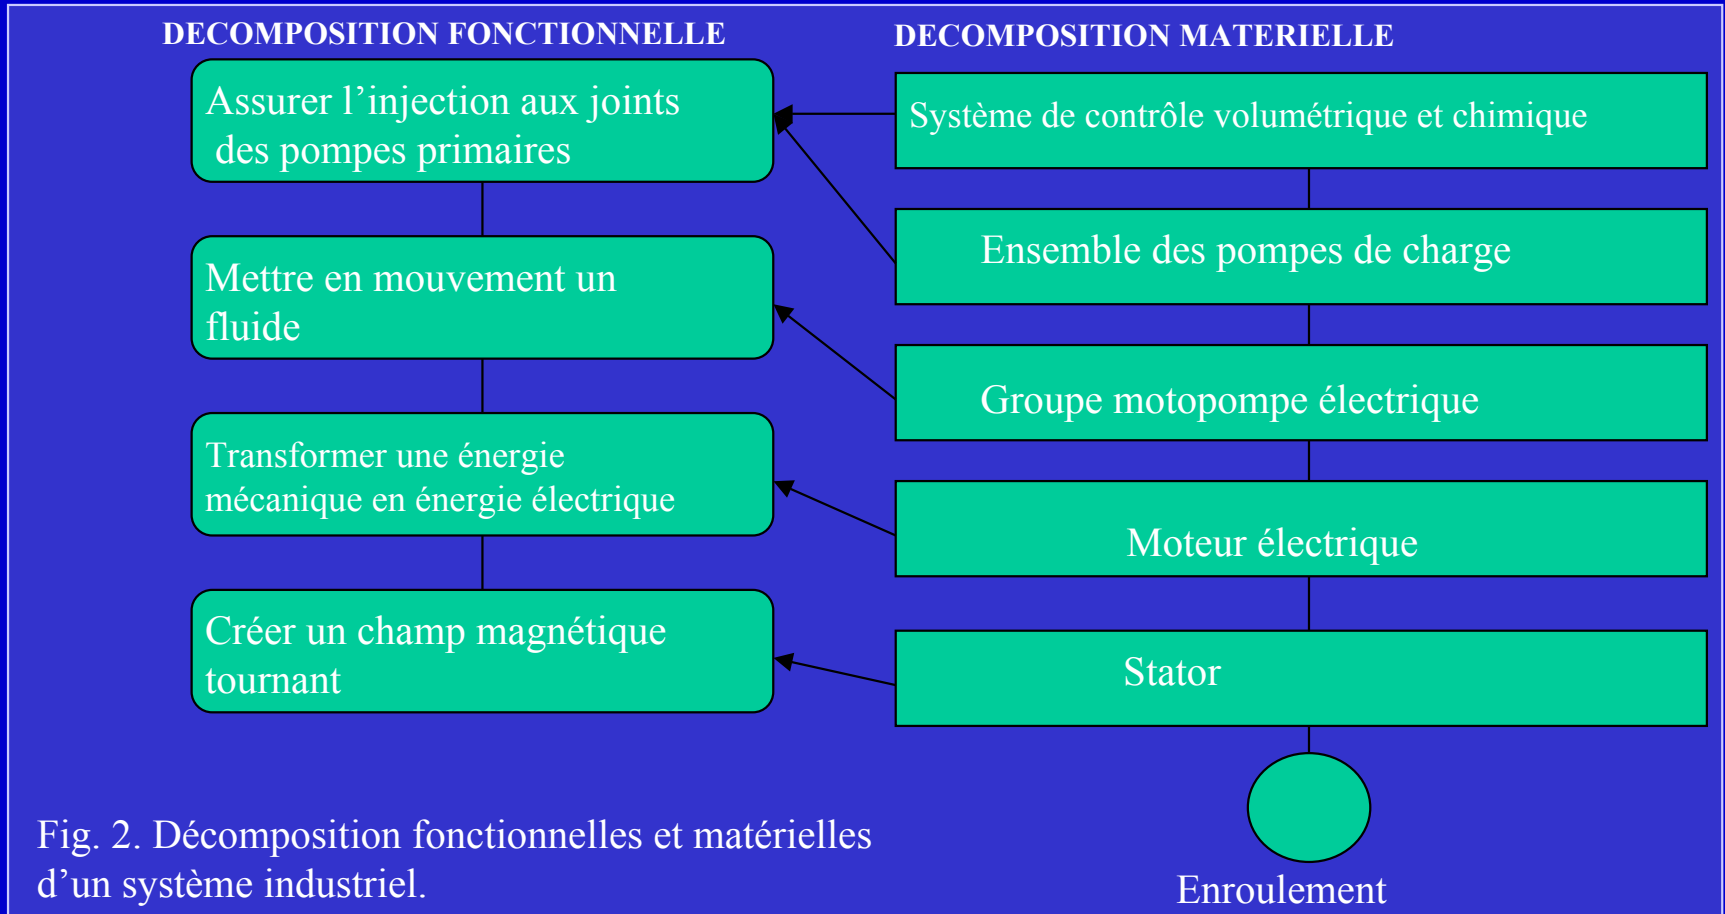 DECOMPOSITION FONCTIONNELLE
Assurer l’injection aux joints
des pompes primaires
Mettre en mouvement un
fluide
Transformer une énergie
mécanique en énergie électrique
Créer un champ magnétique
tournant
DECOMPOSITION MATERIELLE
Système de contrôle volumétrique et chimique
Ensemble des pompes de charge
Groupe motopompe électrique
Moteur électrique
Stator
Enroulement
Fig. 2. Décomposition fonctionnelles et matérielles
d’un système industriel.